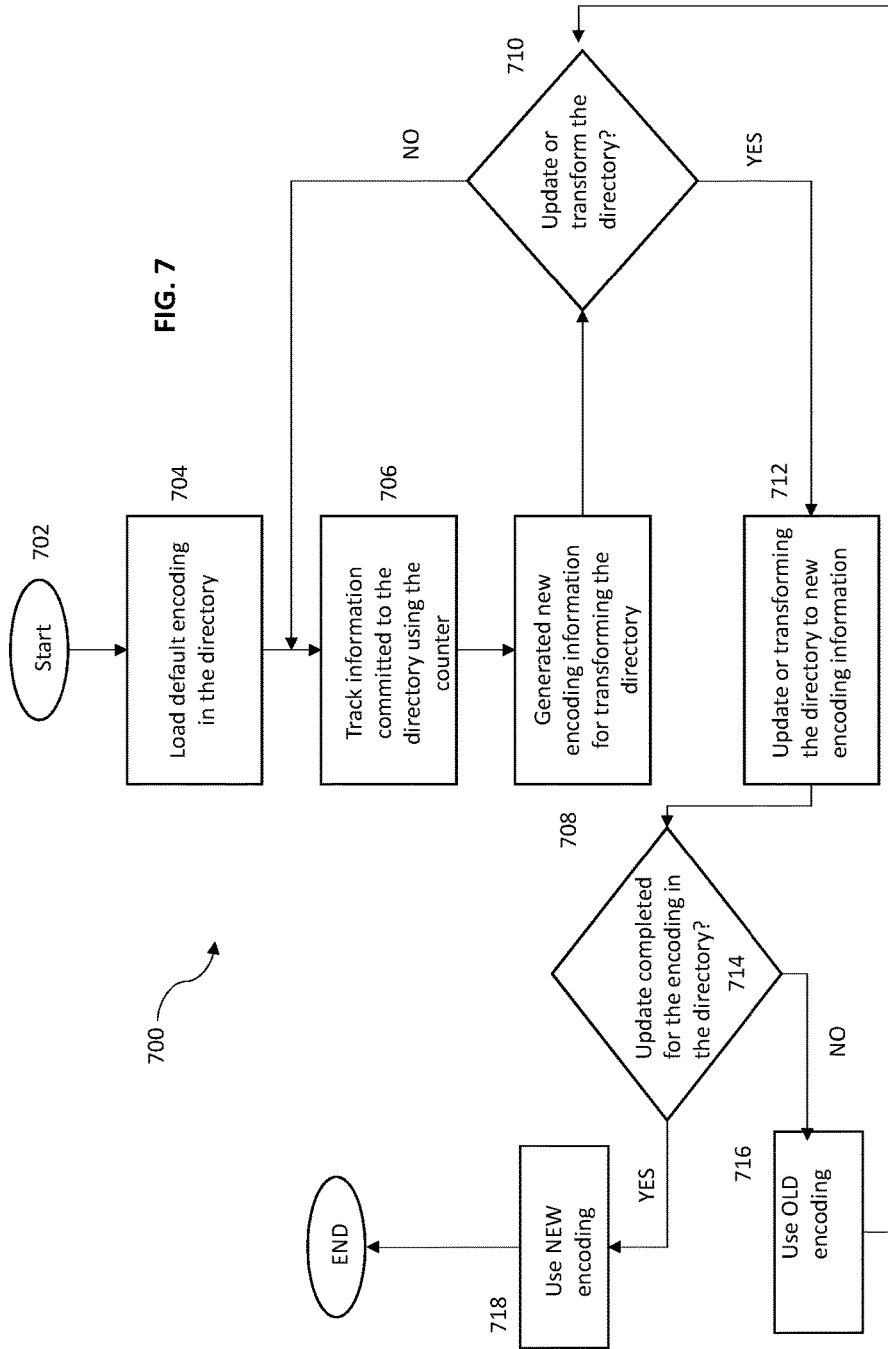 FIG. 7
700
Start
702
Load default encoding
in the directory
704
Track information
committed to the
directory using the
counter
706
Generated new
encoding information
for transforming the
directory
708
Update or
transform the
directory?
710
NO
YES
Update or transforming
the directory to new
encoding information
712
Update completed
for the encoding in
the directory?
714
NO
YES
Use OLD
encoding
716
Use NEW
encoding
718
END